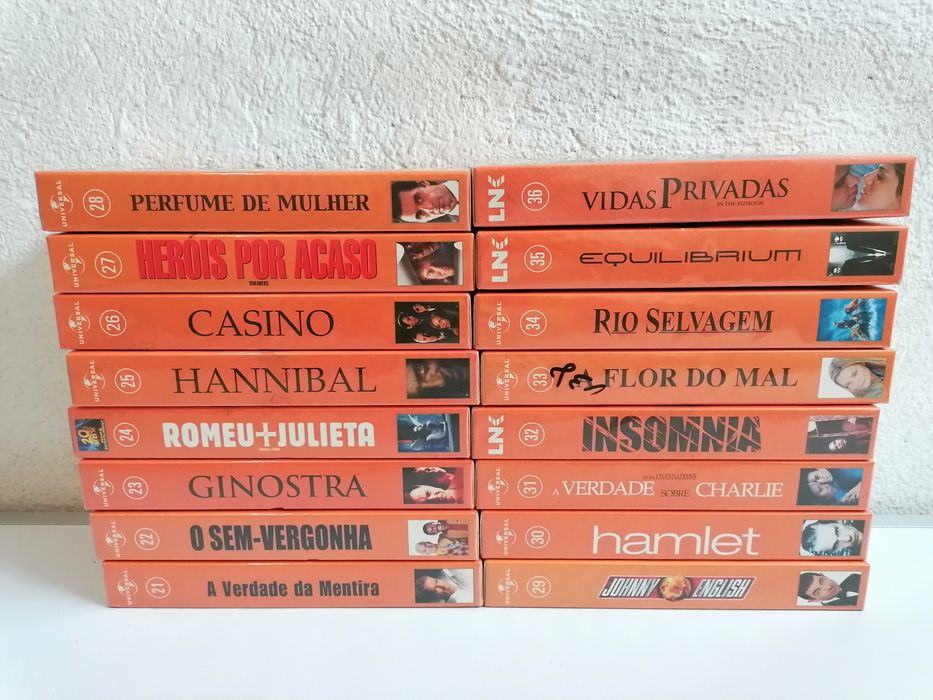 UNIVERSAL 28 PERFUME DE MULHER
UNIVERSAL 27 HERÓIS POR ACASO
SNEAKERS
UNIVERSAL 26 CASINO
UNIVERSAL 25 HANNIBAL
20 24 ROMEU+JULIETA
UNIVERSAL 23 GINOSTRA
UNIVERSAL 22 O SEM-VERGONHA
UNIVERSAL 21 A Verdade da Mentira
LNK 36 VIDAS PRIVADAS
IN THE BEDROOM
LNK 35 EQUILIBRIUM
UNIVERSAL 34 RIO SELVAGEM
UNIVERSAL 33 FLOR DO MAL
LNK 32 INSOMNIA
UNIVERSAL 31 A VERDADE SOBRE CHARLIE
UNIVERSAL 30 hamlet
UNIVERSAL 29 JOHNNY ENGLISH